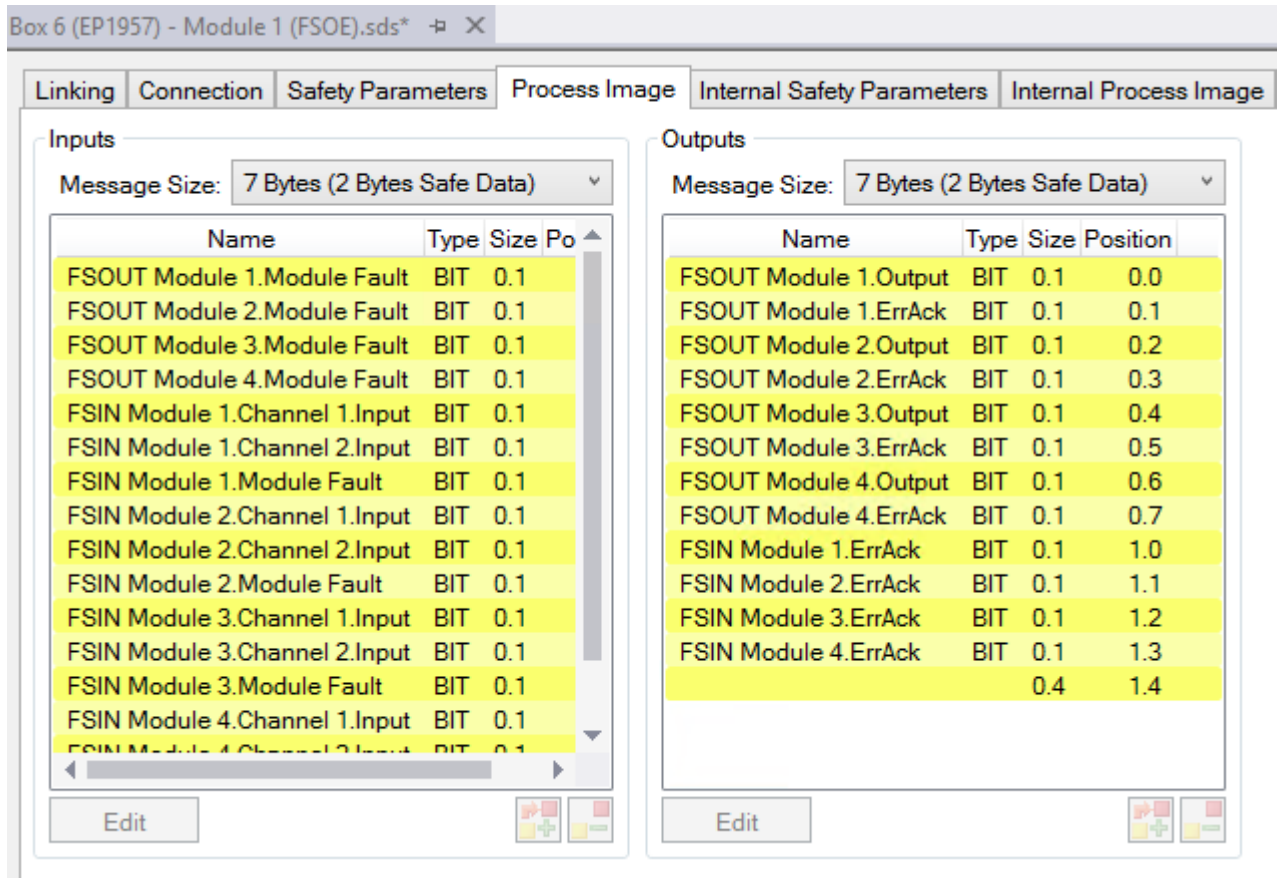 Box 6 (EP1957) - Module 1 (FSOE).sds*
Linking Connection Safety Parameters Process Image Internal Safety Parameters Internal Process Image
Inputs
Message Size: 7 Bytes (2 Bytes Safe Data)
Name Type Size Po
FSOUT Module 1.Module Fault BIT 0.1
FSOUT Module 2.Module Fault BIT 0.1
FSOUT Module 3.Module Fault BIT 0.1
FSOUT Module 4.Module Fault BIT 0.1
FSIN Module 1.Channel 1.Input BIT 0.1
FSIN Module 1.Channel 2.Input BIT 0.1
FSIN Module 1.Module Fault BIT 0.1
FSIN Module 2.Channel 1.Input BIT 0.1
FSIN Module 2.Channel 2.Input BIT 0.1
FSIN Module 2.Module Fault BIT 0.1
FSIN Module 3.Channel 1.Input BIT 0.1
FSIN Module 3.Channel 2.Input BIT 0.1
FSIN Module 3.Module Fault BIT 0.1
FSIN Module 4.Channel 1.Input BIT 0.1
FSIN Module 4.Channel 2.Input BIT 0.1
Edit
Outputs
Message Size: 7 Bytes (2 Bytes Safe Data)
Name Type Size Position
FSOUT Module 1.Output BIT 0.1 0.0
FSOUT Module 1.ErrAck BIT 0.1 0.1
FSOUT Module 2.Output BIT 0.1 0.2
FSOUT Module 2.ErrAck BIT 0.1 0.3
FSOUT Module 3.Output BIT 0.1 0.4
FSOUT Module 3.ErrAck BIT 0.1 0.5
FSOUT Module 4.Output BIT 0.1 0.6
FSOUT Module 4.ErrAck BIT 0.1 0.7
FSIN Module 1.ErrAck BIT 0.1 1.0
FSIN Module 2.ErrAck BIT 0.1 1.1
FSIN Module 3.ErrAck BIT 0.1 1.2
FSIN Module 4.ErrAck BIT 0.1 1.3
0.4 1.4
Edit